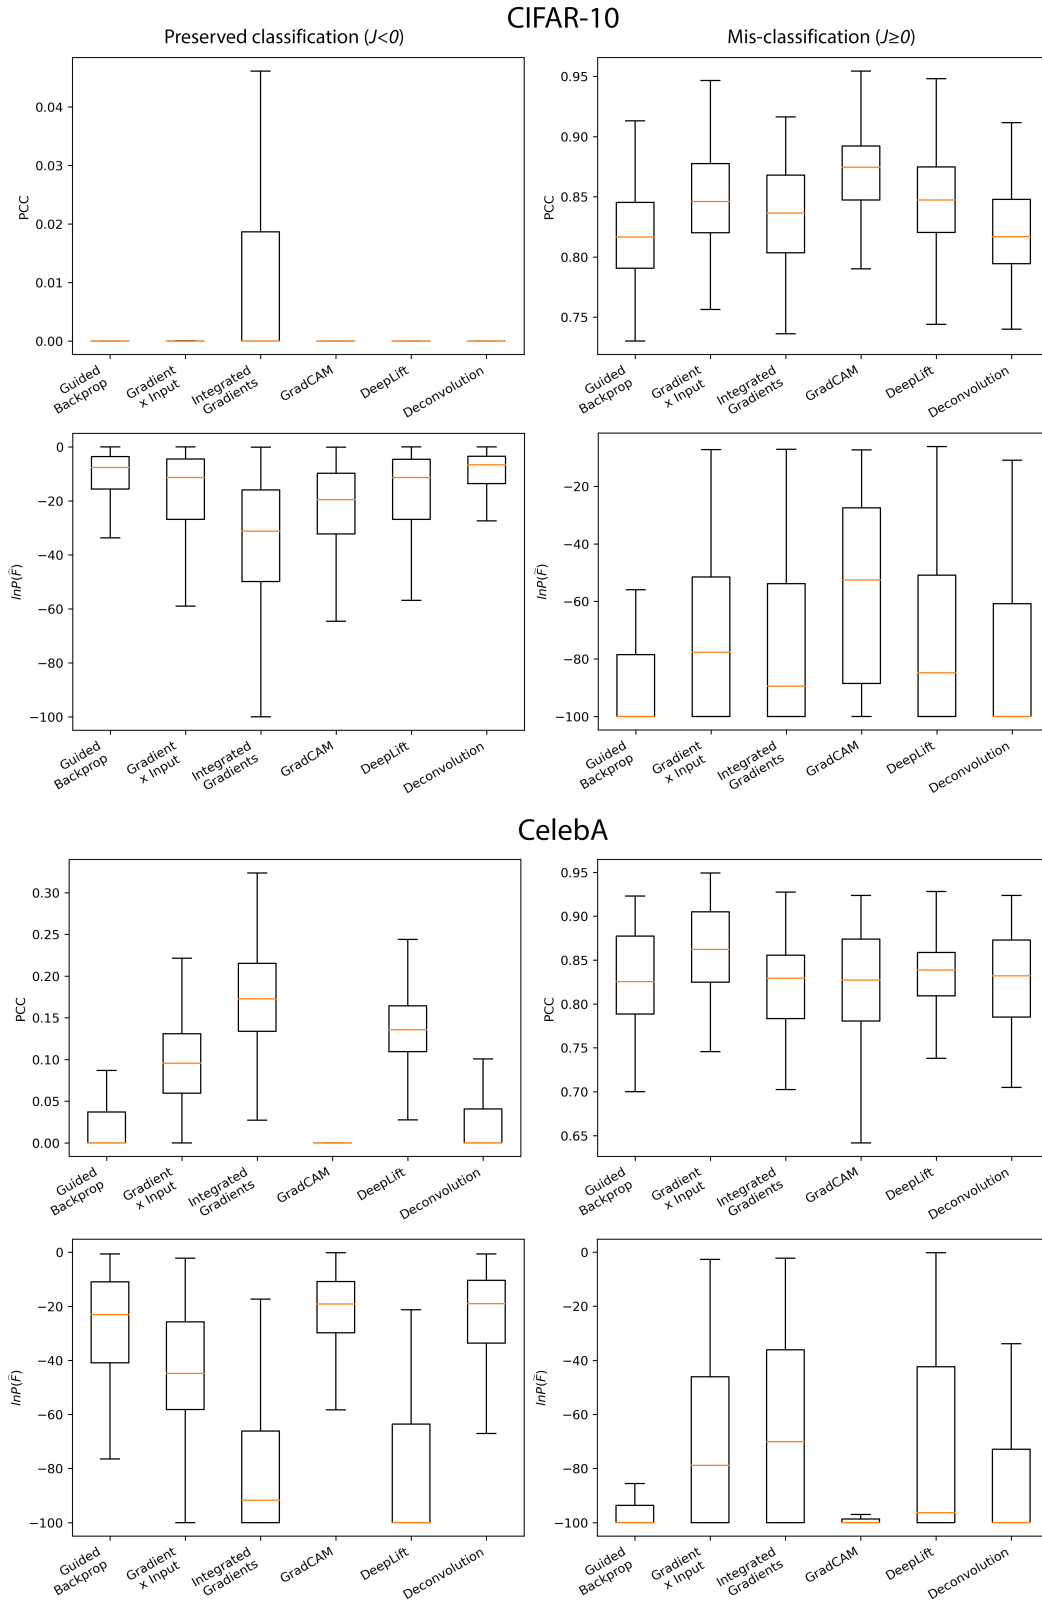 CIFAR-10
Preserved classification (J<0)
Mis-classification (J≥0)
0.04
0.03
0.02
0.01
0.00
PCC
Guided
Backprop
Gradient
x Input
Integrated
Gradients
GradCAM
DeepLift
Deconvolution
0.95
0.90
0.85
0.80
0.75
PCC
Guided
Backprop
Gradient
x Input
Integrated
Gradients
GradCAM
DeepLift
Deconvolution
0
−20
−40
−60
−80
−100
lnP(F̃)
Guided
Backprop
Gradient
x Input
Integrated
Gradients
GradCAM
DeepLift
Deconvolution
−20
−40
−60
−80
−100
lnP(F̃)
Guided
Backprop
Gradient
x Input
Integrated
Gradients
GradCAM
DeepLift
Deconvolution
CelebA
0.30
0.25
0.20
0.15
0.10
0.05
0.00
PCC
Guided
Backprop
Gradient
x Input
Integrated
Gradients
GradCAM
DeepLift
Deconvolution
0.95
0.90
0.85
0.80
0.75
0.70
0.65
PCC
Guided
Backprop
Gradient
x Input
Integrated
Gradients
GradCAM
DeepLift
Deconvolution
0
−20
−40
−60
−80
−100
lnP(F̃)
Guided
Backprop
Gradient
x Input
Integrated
Gradients
GradCAM
DeepLift
Deconvolution
0
−20
−40
−60
−80
−100
lnP(F̃)
Guided
Backprop
Gradient
x Input
Integrated
Gradients
GradCAM
DeepLift
Deconvolution